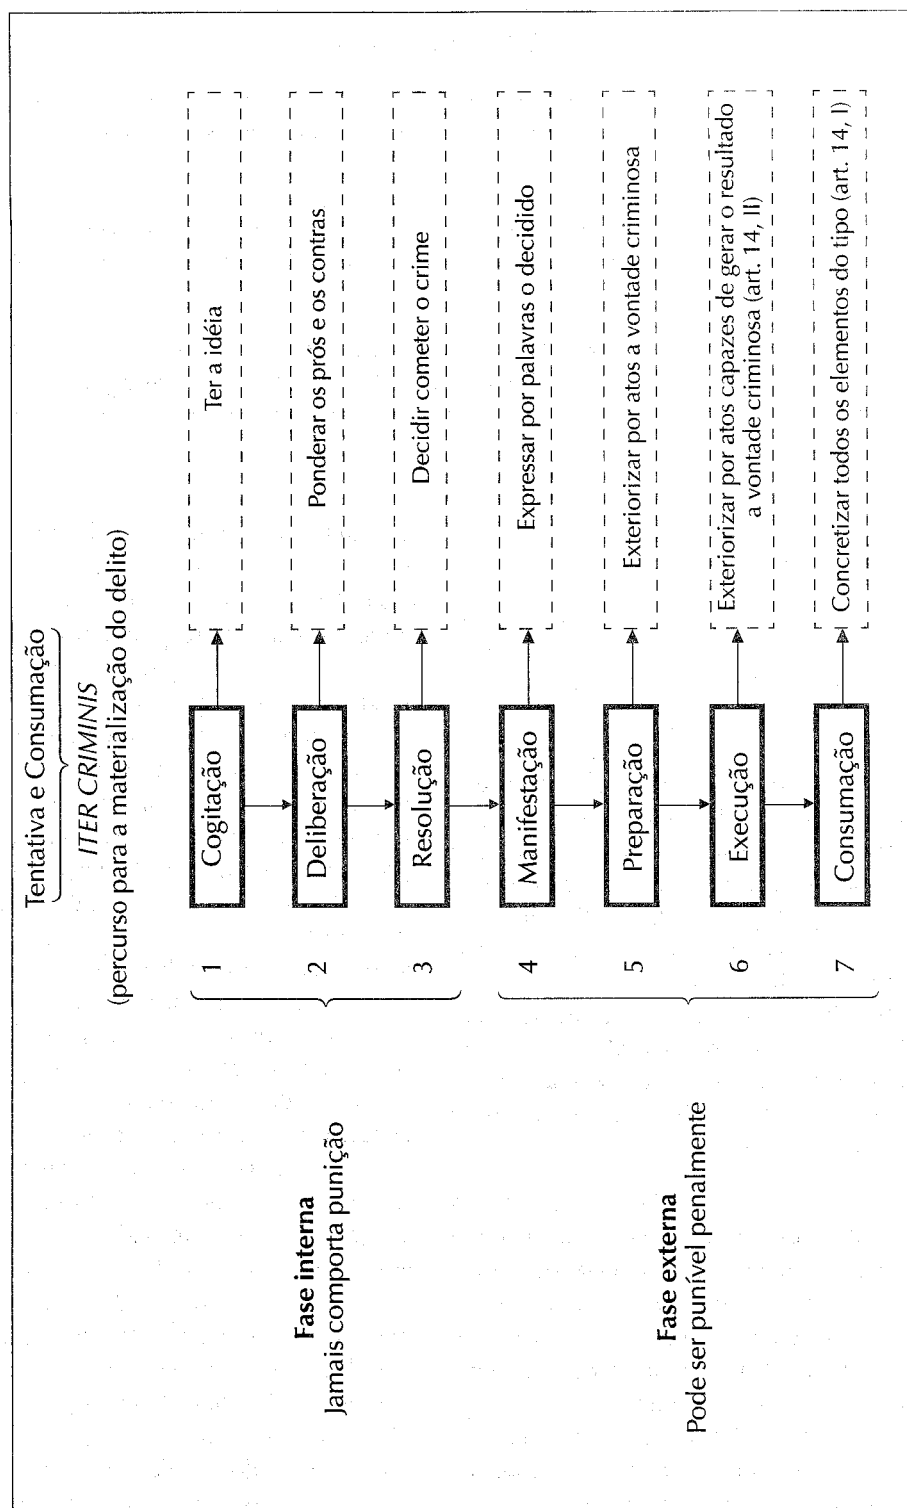 Tentativa e Consumação
ITER CRIMINIS
(percurso para a materialização do delito)
Fase interna
Jamais comporta punição
1
Cogitação
Ter a idéia
2
Deliberação
Ponderar os prós e os contras
3
Resolução
Decidir cometer o crime
Fase externa
Pode ser punível penalmente
4
Manifestação
Expressar por palavras o decidido
5
Preparação
Exteriorizar por atos a vontade criminosa
6
Execução
Exteriorizar por atos capazes de gerar o resultado
a vontade criminosa (art. 14, II)
7
Consumação
Concretizar todos os elementos do tipo (art. 14, I)